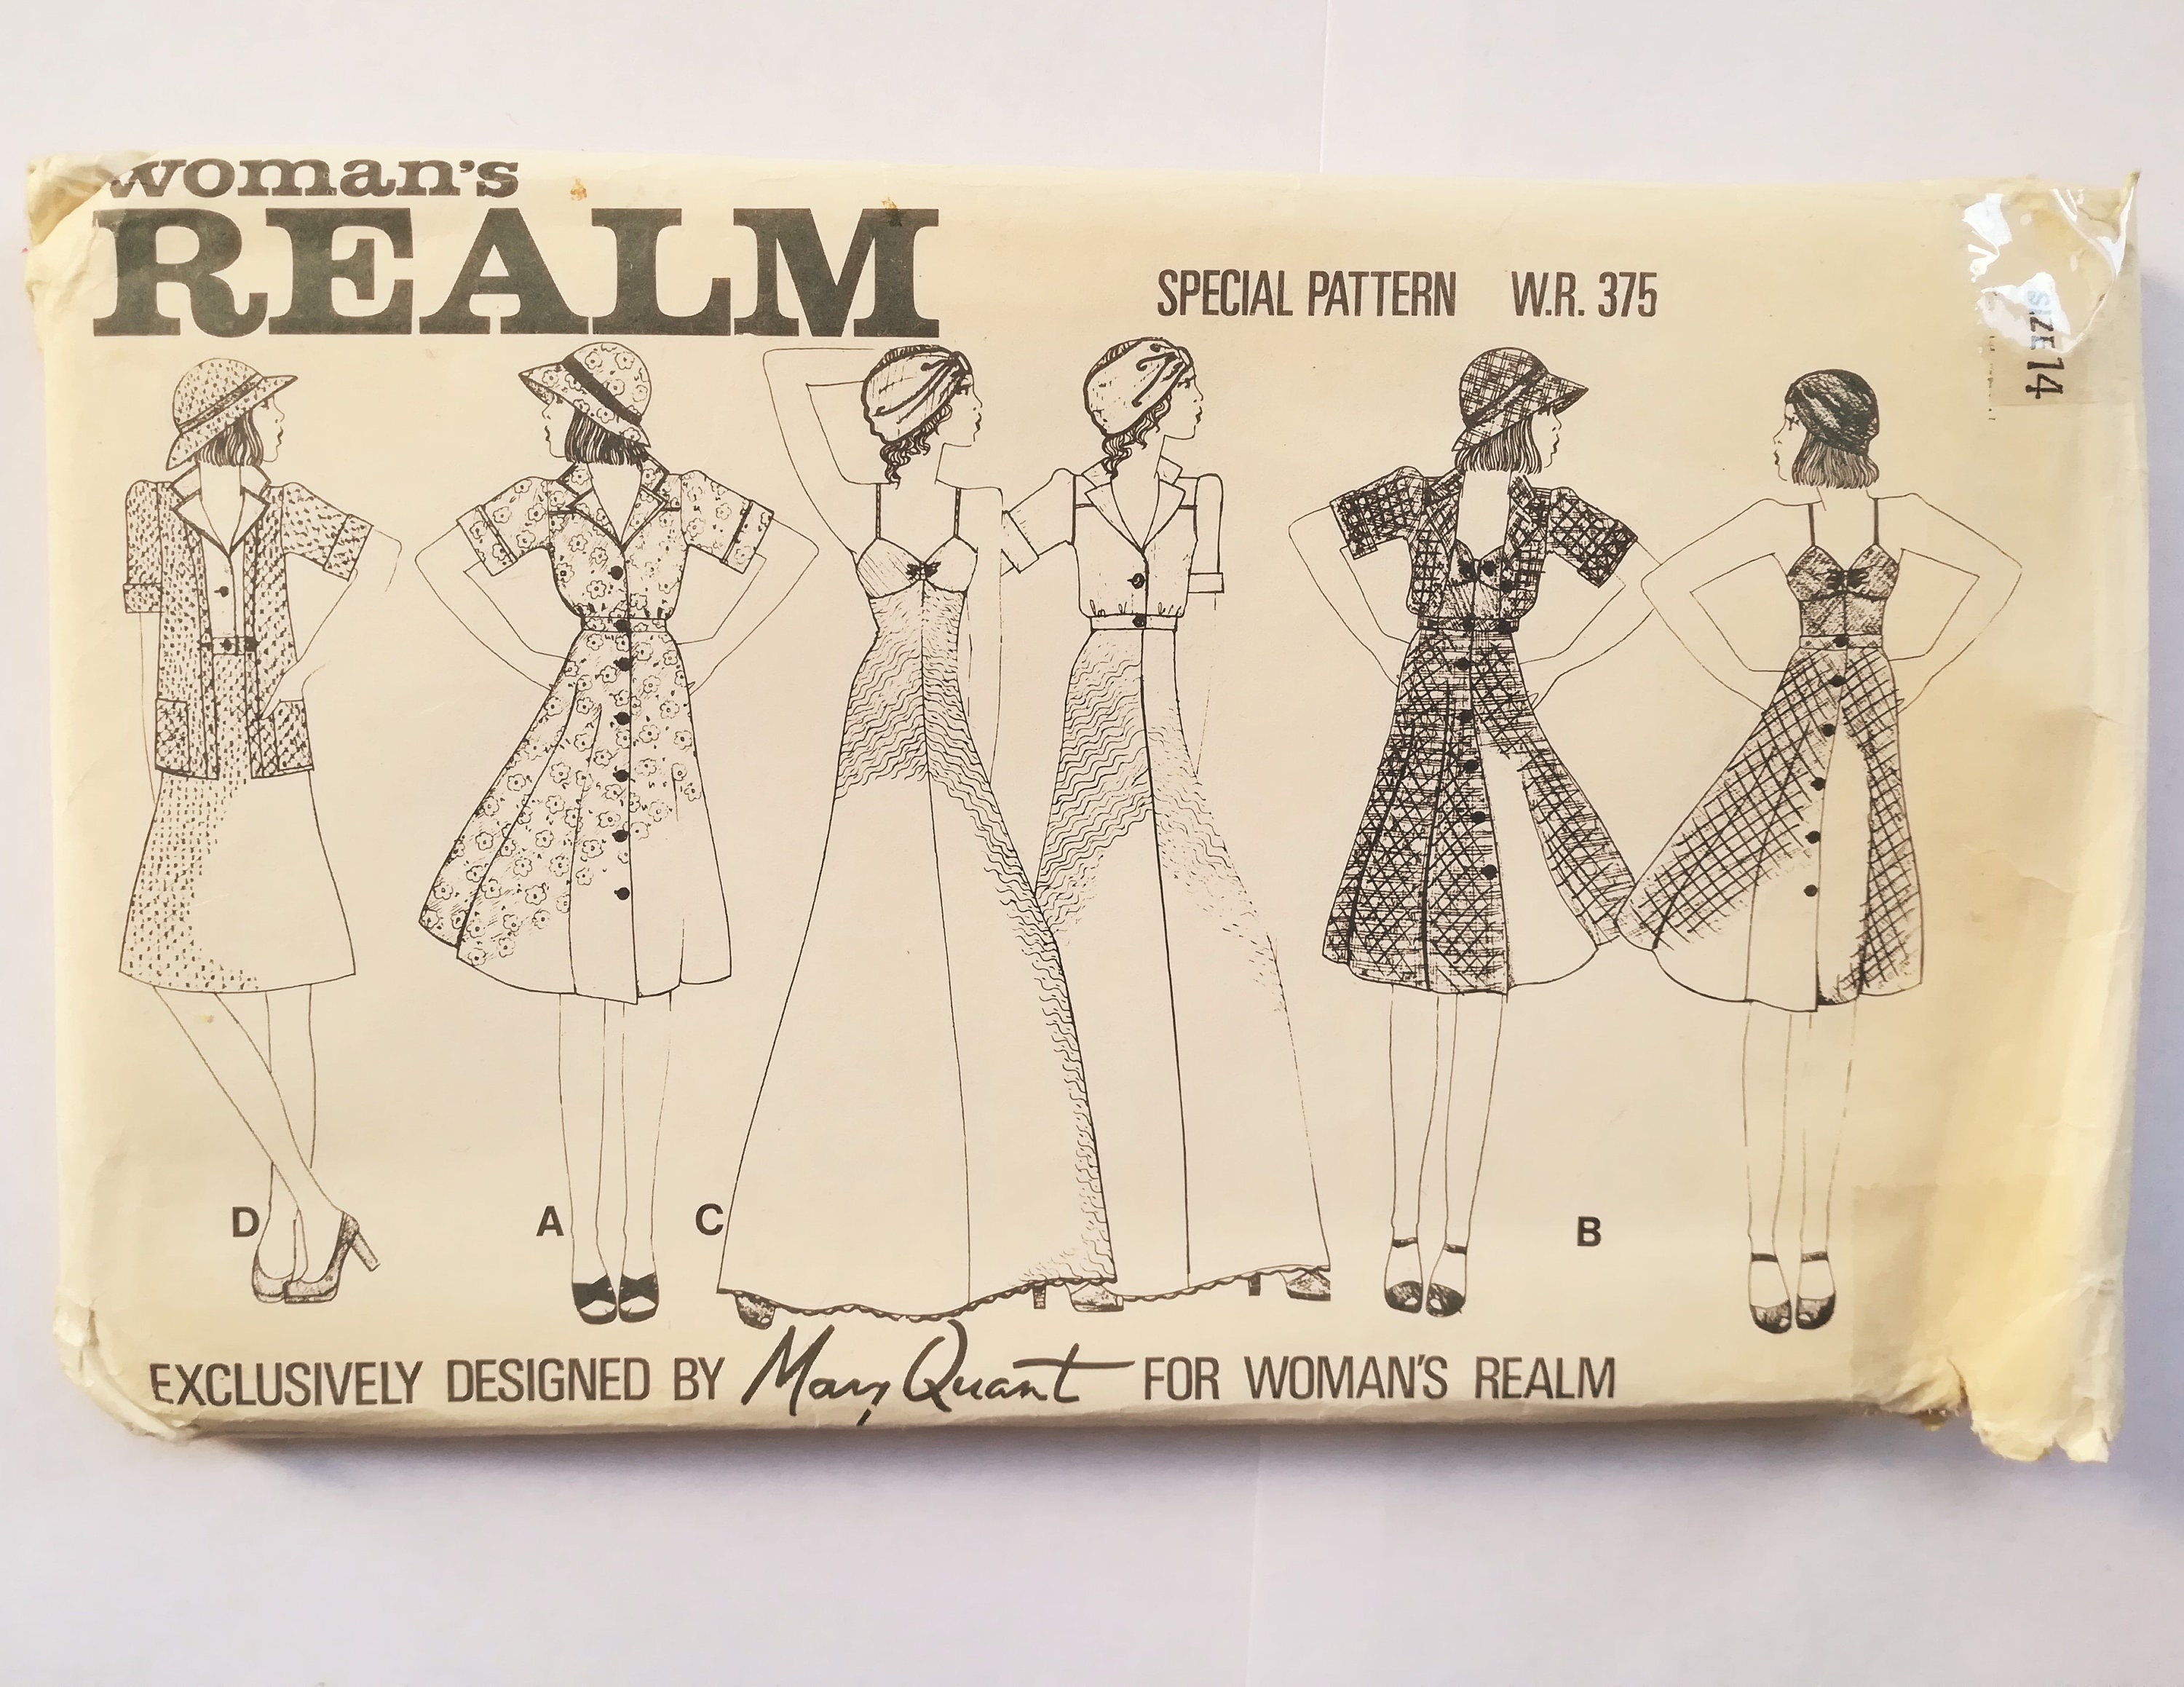 woman's
REALM
SPECIAL PATTERN W.R. 375
SIZE 14
D
A
C
B
EXCLUSIVELY DESIGNED BY Mary Quant FOR WOMAN'S REALM